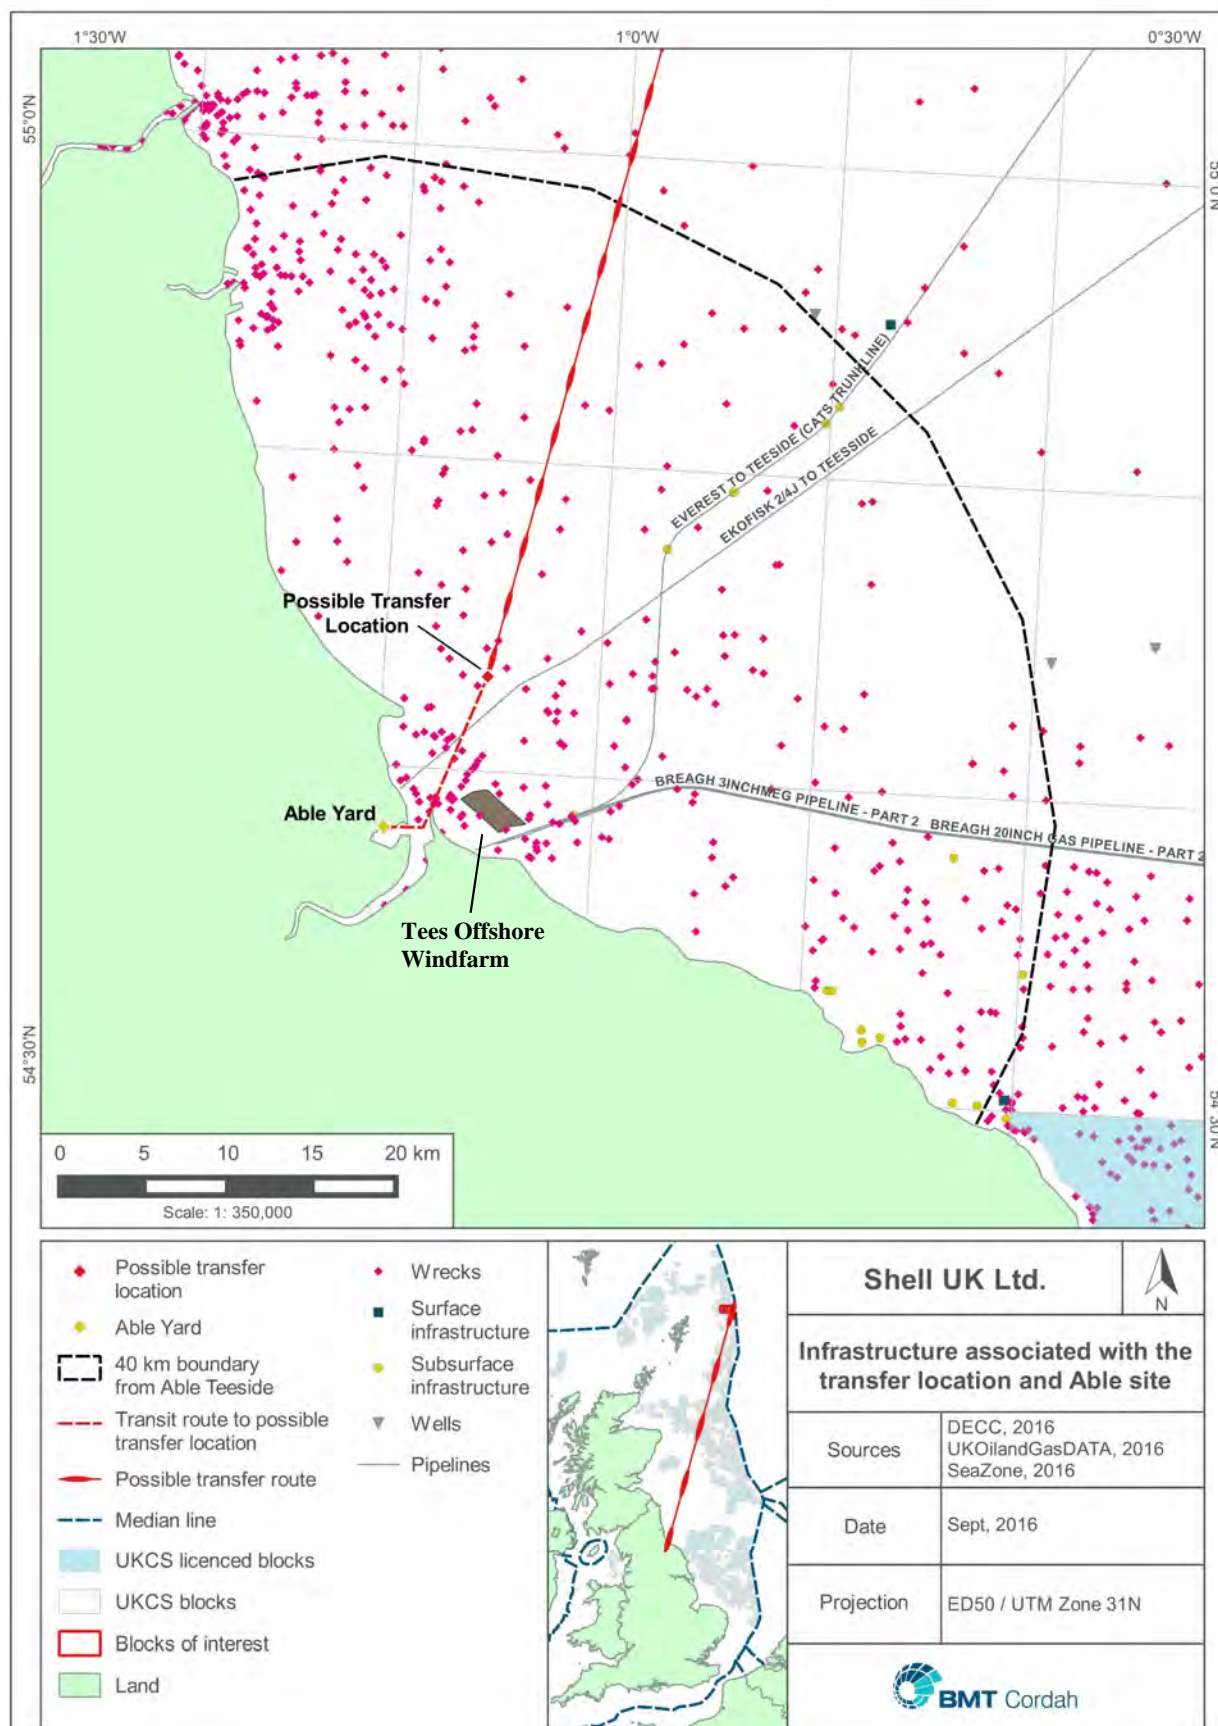 1°30'W
1°0'W
0°30'W
55°0'N
55°0'N
EVEREST TO TEESIDE (CATS TRUNKLINE)
EKOFISK 2/4J TO TEESSIDE
Possible Transfer
Location
BREAGH 3INCHMEG PIPELINE - PART 2
BREAGH 20INCH GAS PIPELINE - PART 2
Able Yard
Tees Offshore
Windfarm
54°30'N
54°30'N
0 5 10 15 20 km
Scale: 1: 350,000
Possible transfer
location
Able Yard
40 km boundary
from Able Teeside
Transit route to possible
transfer location
Possible transfer route
Median line
UKCS licenced blocks
UKCS blocks
Blocks of interest
Land
Wrecks
Surface
infrastructure
Subsurface
infrastructure
Wells
Pipelines
Shell UK Ltd.
N
Infrastructure associated with the
transfer location and Able site
Sources
DECC, 2016
UKOilandGasDATA, 2016
SeaZone, 2016
Date
Sept, 2016
Projection
ED50 / UTM Zone 31N
BMT Cordah